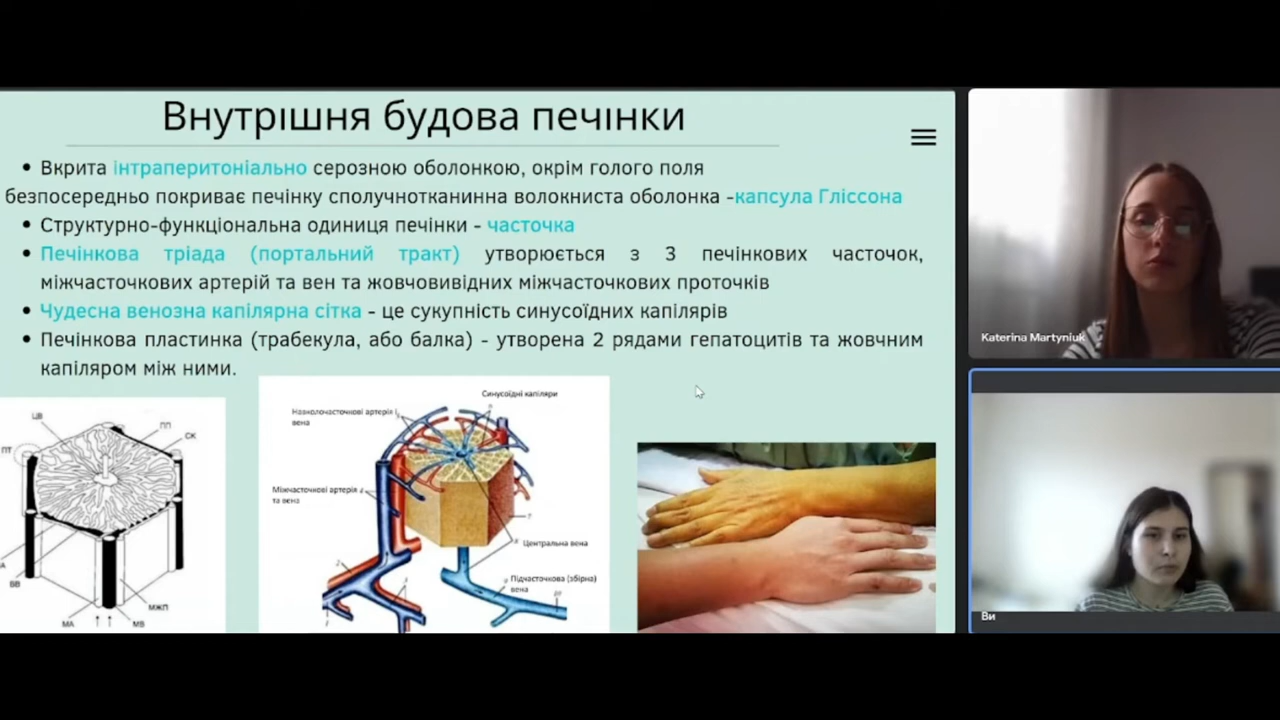 Внутрішня будова печінки
Вкрита інтраперитоніально серозною оболонкою, окрім голого поля
безпосередньо покриває печінку сполучнотканинна волокниста оболонка -капсула Гліссона
Структурно-функціональна одиниця печінки - часточка
Печінкова тріада (портальний тракт) утворюється з 3 печінкових часточок,
міжчасточкових артерій та вен та жовчовивідних міжчасточкових проточків
Чудесна венозна капілярна сітка - це сукупність синусоїдних капілярів
Печінкова пластинка (трабекула, або балка) - утворена 2 рядами гепатоцитів та жовчним
капіляром між ними.
ЦВ
ПП
СК
ПТ
ВВ
МЖП
МА
МВ
Синусоїдні капіляри
Навколочасточкові артерія і
вена
Міжчасточкові артерія
та вена
Центральна вена
Підчасточкова (збірна)
вена
Katerina Martyniuk
Ви